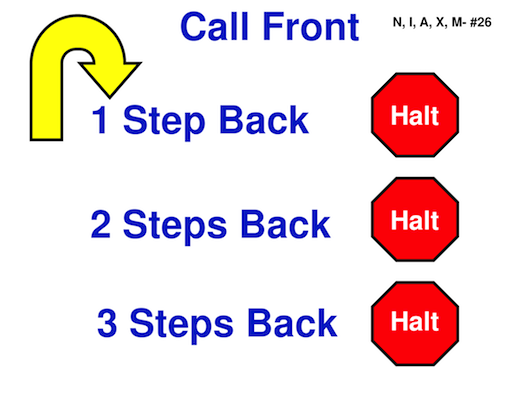 Call Front
N, I, A, X, M- #26
1 Step Back
Halt
2 Steps Back
Halt
3 Steps Back
Halt